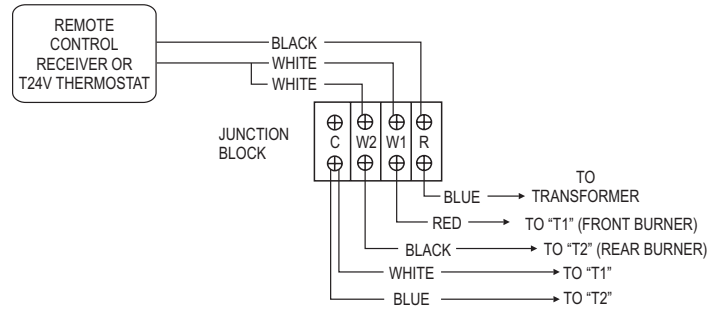 REMOTE
CONTROL
RECEIVER OR
T24V THERMOSTAT
BLACK
WHITE
WHITE
JUNCTION
BLOCK
C W2 W1 R
BLUE TO
TRANSFORMER
RED TO “T1” (FRONT BURNER)
BLACK TO “T2” (REAR BURNER)
WHITE TO “T1”
BLUE TO “T2”